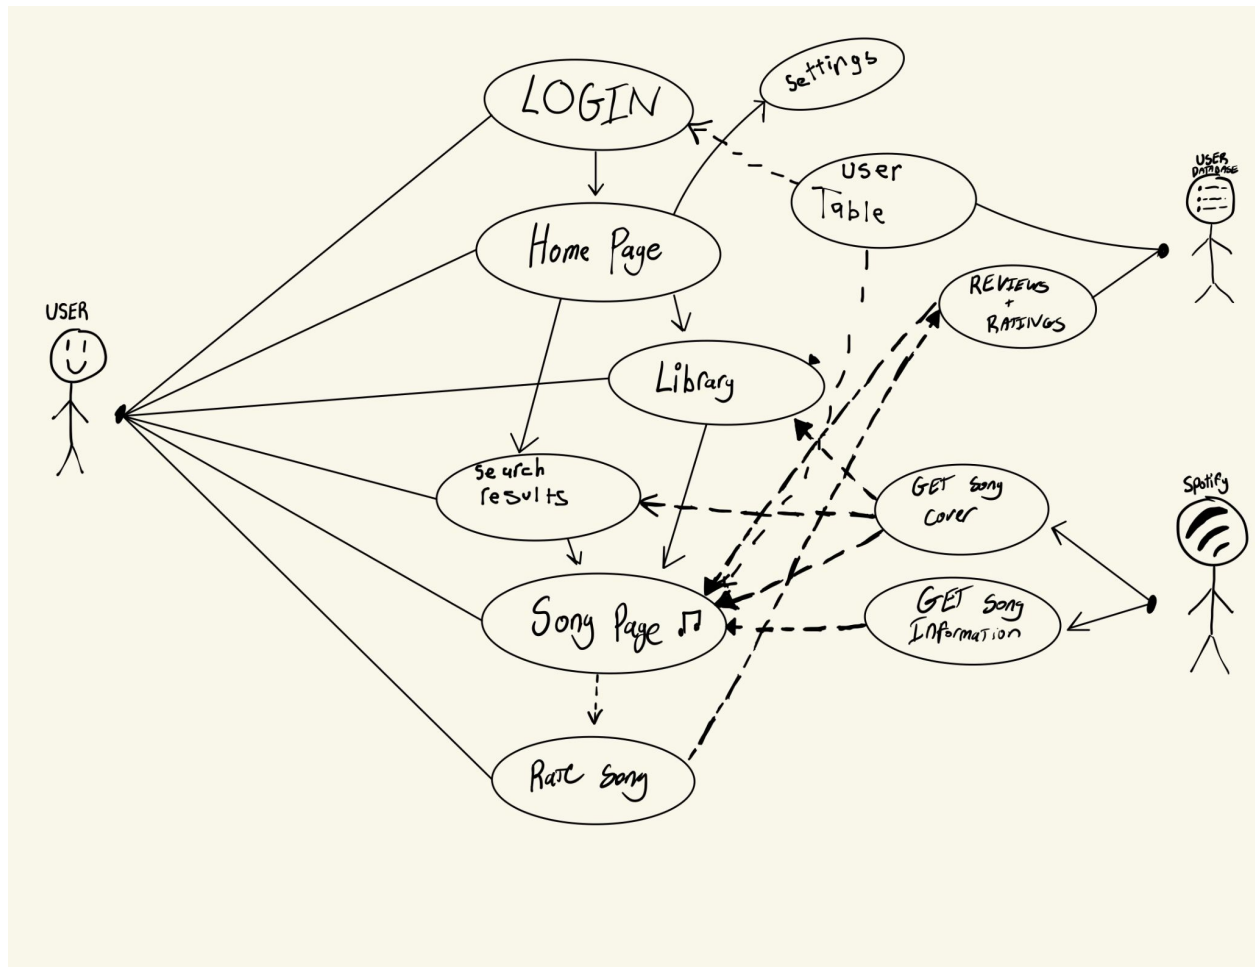 LOGIN
Settings
USER
DATABASE
user
Table
Home Page
REVIEWS
+
RATINGS
USER
Library
search
results
GET Song
Cover
Spotify
GET Song
Information
Song Page
Rate Song